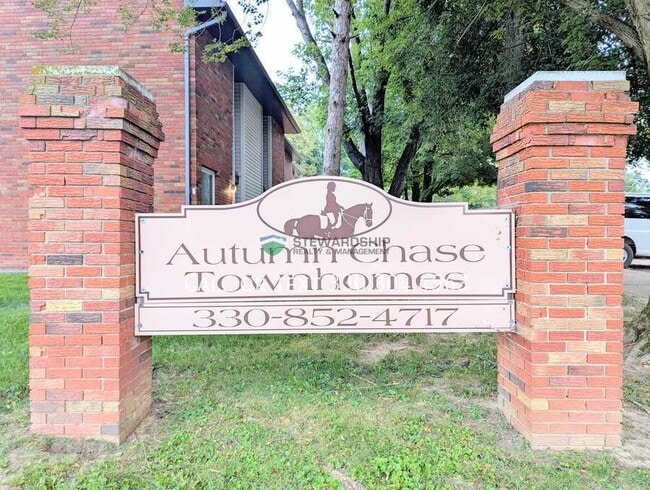 STEWARDSHIP
REALTY & MANAGEMENT
Autumn Chase
Townhomes
330-852-4717